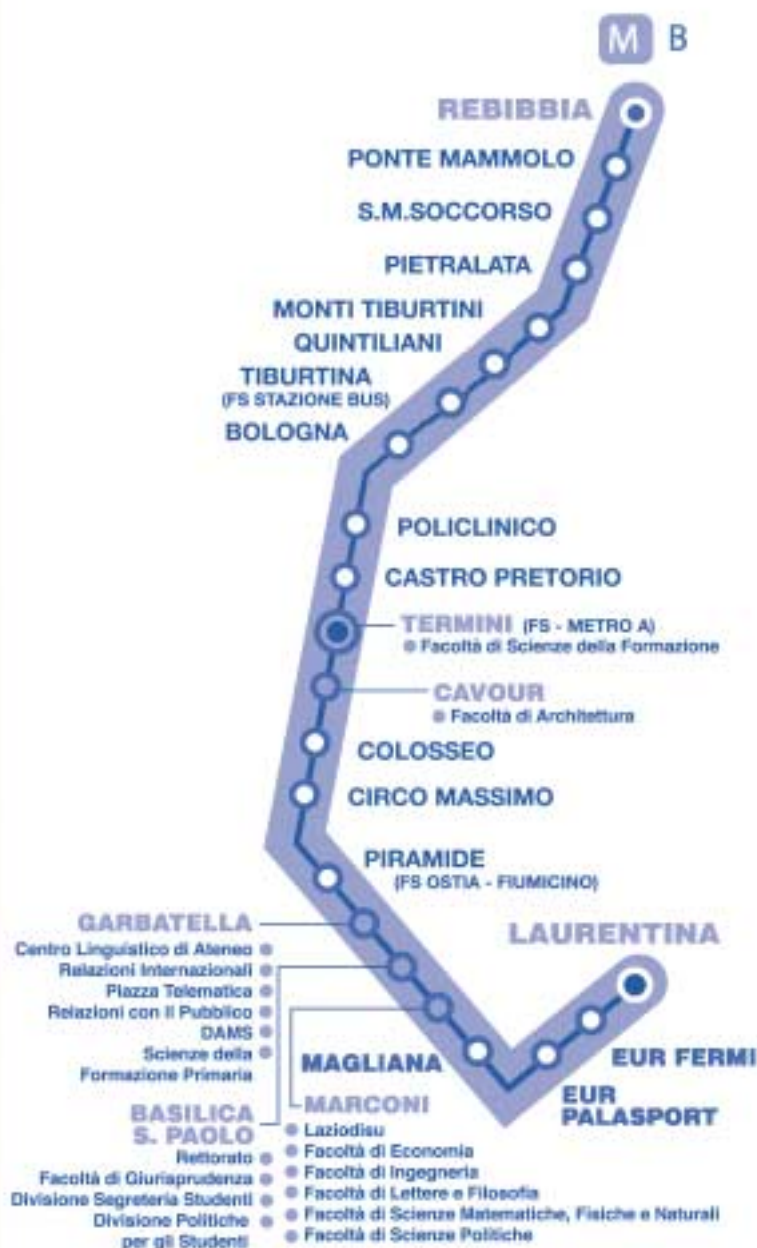 M B
REBIBBIA
PONTE MAMMOLO
S.M.SOCCORSO
PIETRALATA
MONTI TIBURTINI
QUINTILIANI
TIBURTINA
(FS STAZIONE BUS)
BOLOGNA
POLICLINICO
CASTRO PRETORIO
TERMINI (FS - METRO A)
Facoltà di Scienze della Formazione
CAVOUR
Facoltà di Architettura
COLOSSEO
CIRCO MASSIMO
PIRAMIDE
(FS OSTIA - FIUMICINO)
GARBATELLA
Centro Linguistico di Ateneo
Relazioni Internazionali
Piazza Telematica
Relazioni con il Pubblico
DAMS
Scienze della
Formazione Primaria
LAURENTINA
EUR FERMI
EUR
PALASPORT
MAGLIANA
BASILICA
S. PAOLO
Rettorato
Facoltà di Giurisprudenza
Divisione Segreteria Studenti
Divisione Politiche
per gli Studenti
MARCONI
Laziodisu
Facoltà di Economia
Facoltà di Ingegneria
Facoltà di Lettere e Filosofia
Facoltà di Scienze Matematiche, Fisiche e Naturali
Facoltà di Scienze Politiche